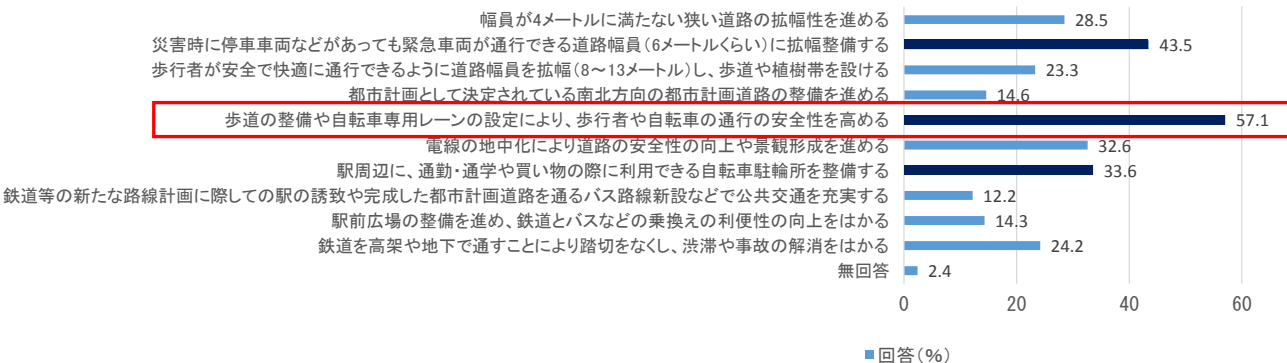 幅員が4メートルに満たない狭い道路の拡幅性を進める 28.5
災害時に停車車両などがあっても緊急車両が通行できる道路幅員(6メートルくらい)に拡幅整備する 43.5
歩行者が安全で快適に通行できるように道路幅員を拡幅(8～13メートル)し、歩道や植樹帯を設ける 23.3
都市計画として決定されている南北方向の都市計画道路の整備を進める 14.6
歩道の整備や自転車専用レーンの設定により、歩行者や自転車の通行の安全性を高める 57.1
電線の地中化により道路の安全性の向上や景観形成を進める 32.6
駅周辺に、通勤・通学や買い物の際に利用できる自転車駐輪所を整備する 33.6
鉄道等の新たな路線計画に際しての駅の誘致や完成した都市計画道路を通るバス路線新設などで公共交通を充実する 12.2
駅前広場の整備を進め、鉄道とバスなどの乗換えの利便性の向上をはかる 14.3
鉄道を高架や地下で通すことにより踏切をなくし、渋滞や事故の解消をはかる 24.2
無回答 2.4
0 20 40 60
回答(%)